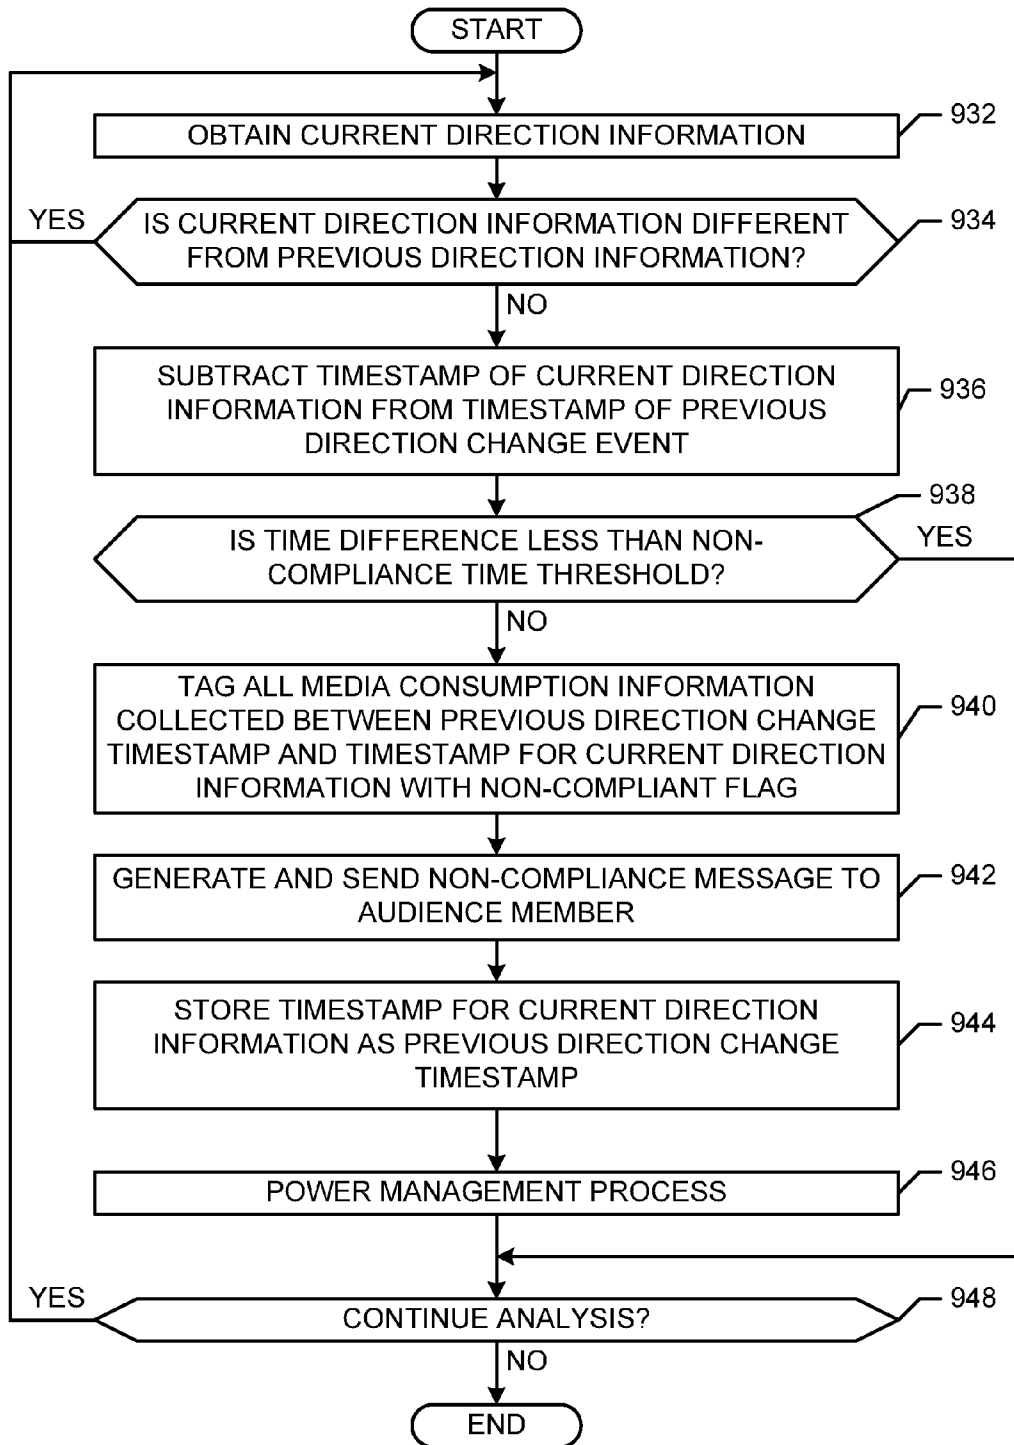 START
OBTAIN CURRENT DIRECTION INFORMATION
932
YES
IS CURRENT DIRECTION INFORMATION DIFFERENT
FROM PREVIOUS DIRECTION INFORMATION?
934
NO
SUBTRACT TIMESTAMP OF CURRENT DIRECTION
INFORMATION FROM TIMESTAMP OF PREVIOUS
DIRECTION CHANGE EVENT
936
938
IS TIME DIFFERENCE LESS THAN NON-
COMPLIANCE TIME THRESHOLD?
YES
NO
TAG ALL MEDIA CONSUMPTION INFORMATION
COLLECTED BETWEEN PREVIOUS DIRECTION CHANGE
TIMESTAMP AND TIMESTAMP FOR CURRENT DIRECTION
INFORMATION WITH NON-COMPLIANT FLAG
940
GENERATE AND SEND NON-COMPLIANCE MESSAGE TO
AUDIENCE MEMBER
942
STORE TIMESTAMP FOR CURRENT DIRECTION
INFORMATION AS PREVIOUS DIRECTION CHANGE
TIMESTAMP
944
POWER MANAGEMENT PROCESS
946
YES
CONTINUE ANALYSIS?
948
NO
END